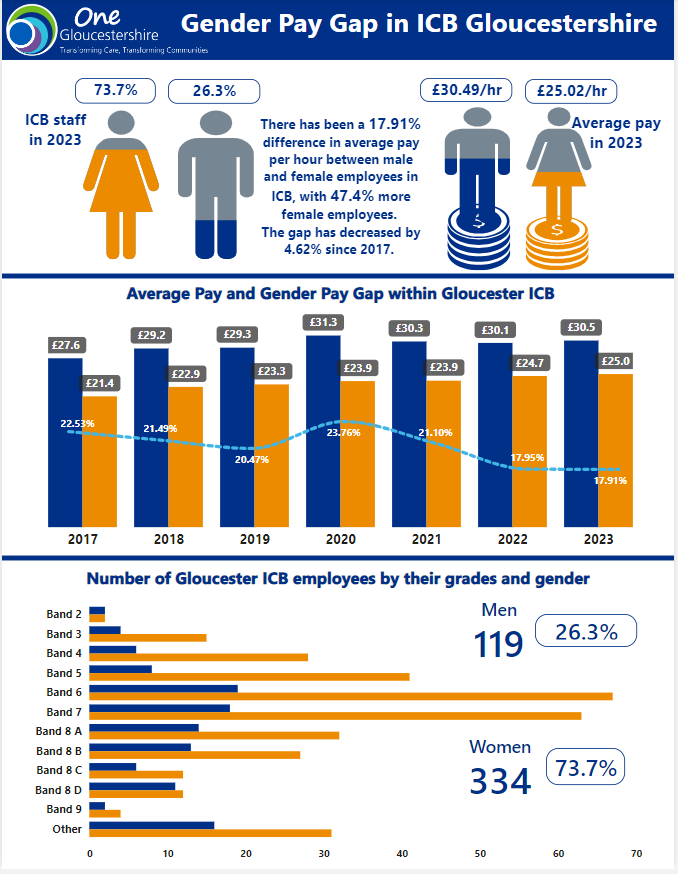 One
Gloucestershire
Transforming Care, Transforming Communities
Gender Pay Gap in ICB Gloucestershire
73.7%
26.3%
£30.49/hr
£25.02/hr
ICB staff
in 2023
There has been a 17.91%
difference in average pay
per hour between male
and female employees in
ICB, with 47.4% more
female employees.
The gap has decreased by
4.62% since 2017.
Average pay
in 2023
$
$
Average Pay and Gender Pay Gap within Gloucester ICB
£27.6
£21.4
22.53%
2017
£29.2
£22.9
21.49%
2018
£29.3
£23.3
20.47%
2019
£31.3
£23.9
23.76%
2020
£30.3
£23.9
21.10%
2021
£30.1
£24.7
17.95%
2022
£30.5
£25.0
17.91%
2023
Number of Gloucester ICB employees by their grades and gender
Band 2
Band 3
Band 4
Band 5
Band 6
Band 7
Band 8 A
Band 8 B
Band 8 C
Band 8 D
Band 9
Other
0 10 20 30 40 50 60 70
Men
119
26.3%
Women
334
73.7%